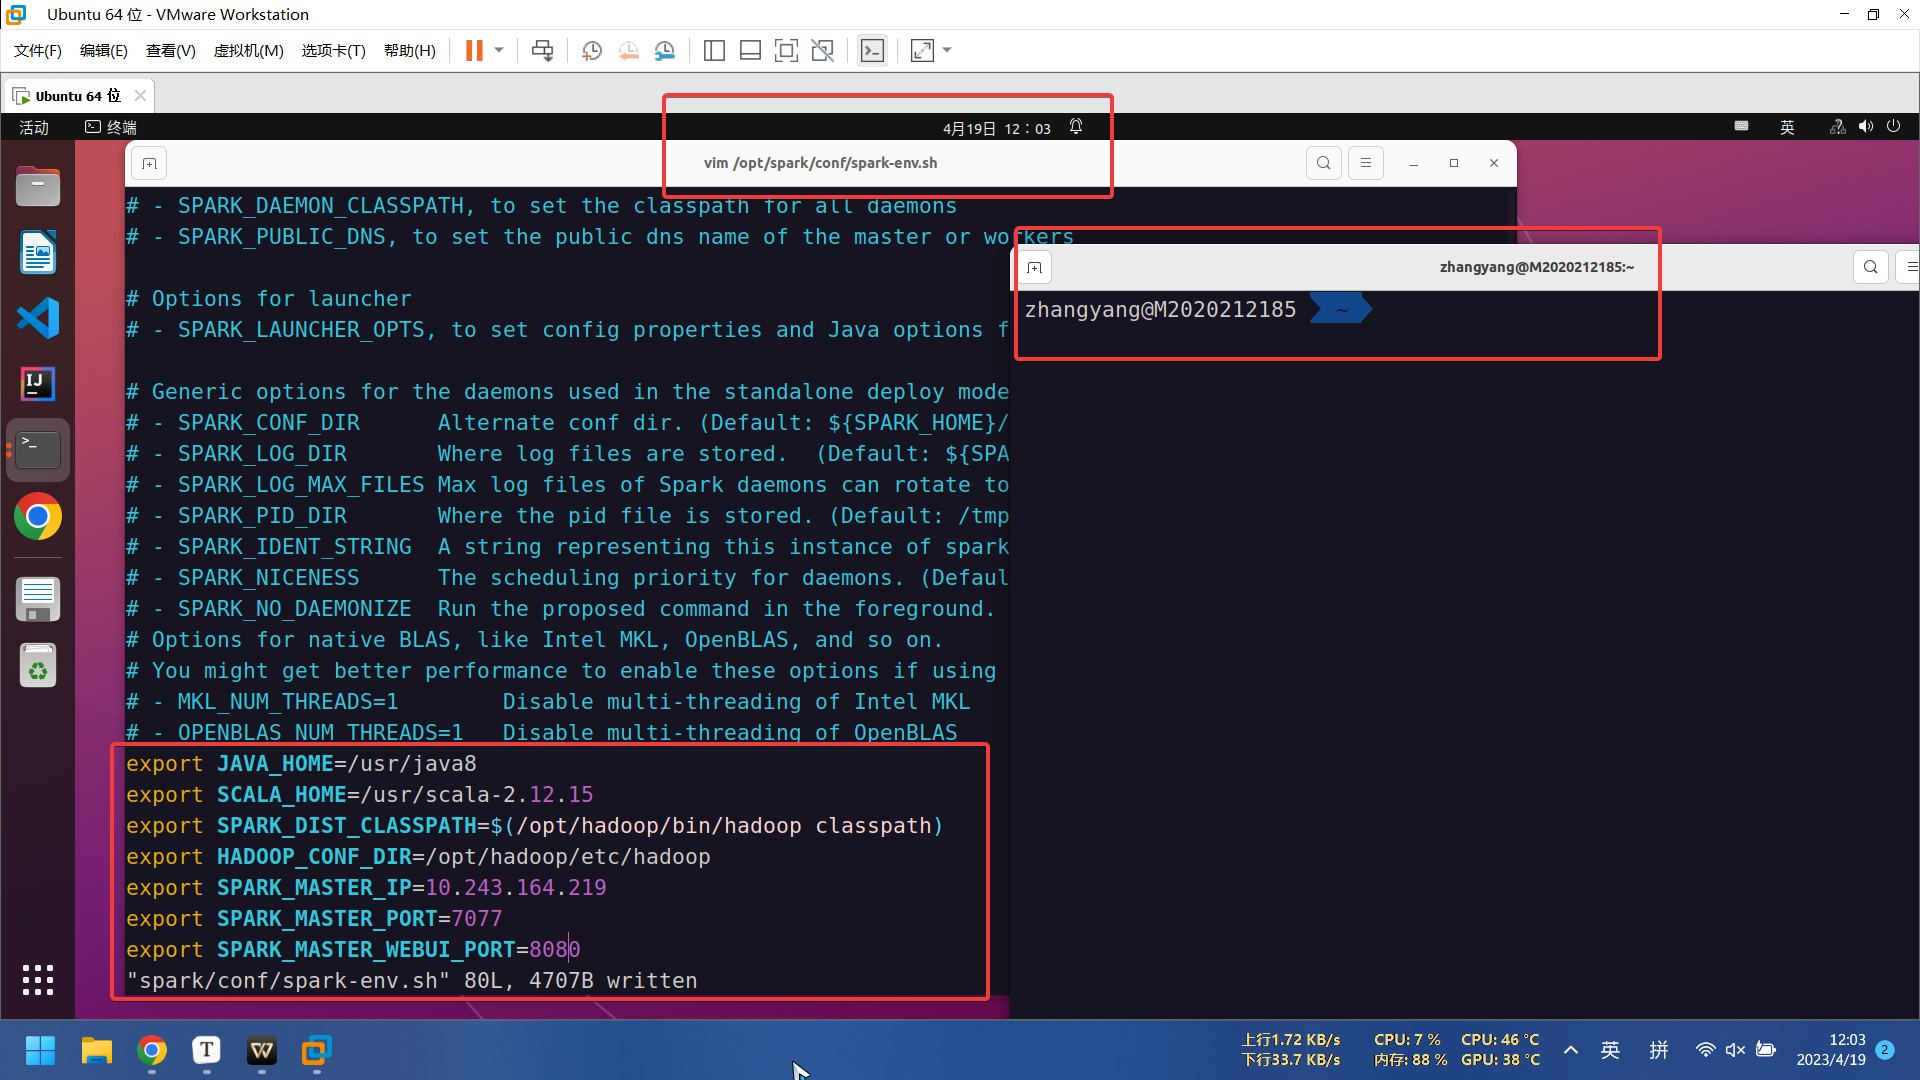 Ubuntu 64 位 - VMware Workstation
文件(F) 编辑(E) 查看(V) 虚拟机(M) 选项卡(T) 帮助(H)
Ubuntu 64 位
活动 终端 4月19日 12：03 英
vim /opt/spark/conf/spark-env.sh
# - SPARK_DAEMON_CLASSPATH, to set the classpath for all daemons
# - SPARK_PUBLIC_DNS, to set the public dns name of the master or workers
# Options for launcher
# - SPARK_LAUNCHER_OPTS, to set config properties and Java options f
# Generic options for the daemons used in the standalone deploy mode
# - SPARK_CONF_DIR      Alternate conf dir. (Default: ${SPARK_HOME}/
# - SPARK_LOG_DIR       Where log files are stored.  (Default: ${SPA
# - SPARK_LOG_MAX_FILES Max log files of Spark daemons can rotate to
# - SPARK_PID_DIR       Where the pid file is stored. (Default: /tmp
# - SPARK_IDENT_STRING  A string representing this instance of spark
# - SPARK_NICENESS      The scheduling priority for daemons. (Defaul
# - SPARK_NO_DAEMONIZE  Run the proposed command in the foreground.
# Options for native BLAS, like Intel MKL, OpenBLAS, and so on.
# You might get better performance to enable these options if using
# - MKL_NUM_THREADS=1        Disable multi-threading of Intel MKL
# - OPENBLAS_NUM_THREADS=1   Disable multi-threading of OpenBLAS
export JAVA_HOME=/usr/java8
export SCALA_HOME=/usr/scala-2.12.15
export SPARK_DIST_CLASSPATH=$(/opt/hadoop/bin/hadoop classpath)
export HADOOP_CONF_DIR=/opt/hadoop/etc/hadoop
export SPARK_MASTER_IP=10.243.164.219
export SPARK_MASTER_PORT=7077
export SPARK_MASTER_WEBUI_PORT=8080
"spark/conf/spark-env.sh" 80L, 4707B written
zhangyang@M2020212185:~
zhangyang@M2020212185 ~
上行1.72 KB/s CPU: 7 % CPU: 46 °C
下行33.7 KB/s 内存: 88 % GPU: 38 °C
英 拼
12:03
2023/4/19
2